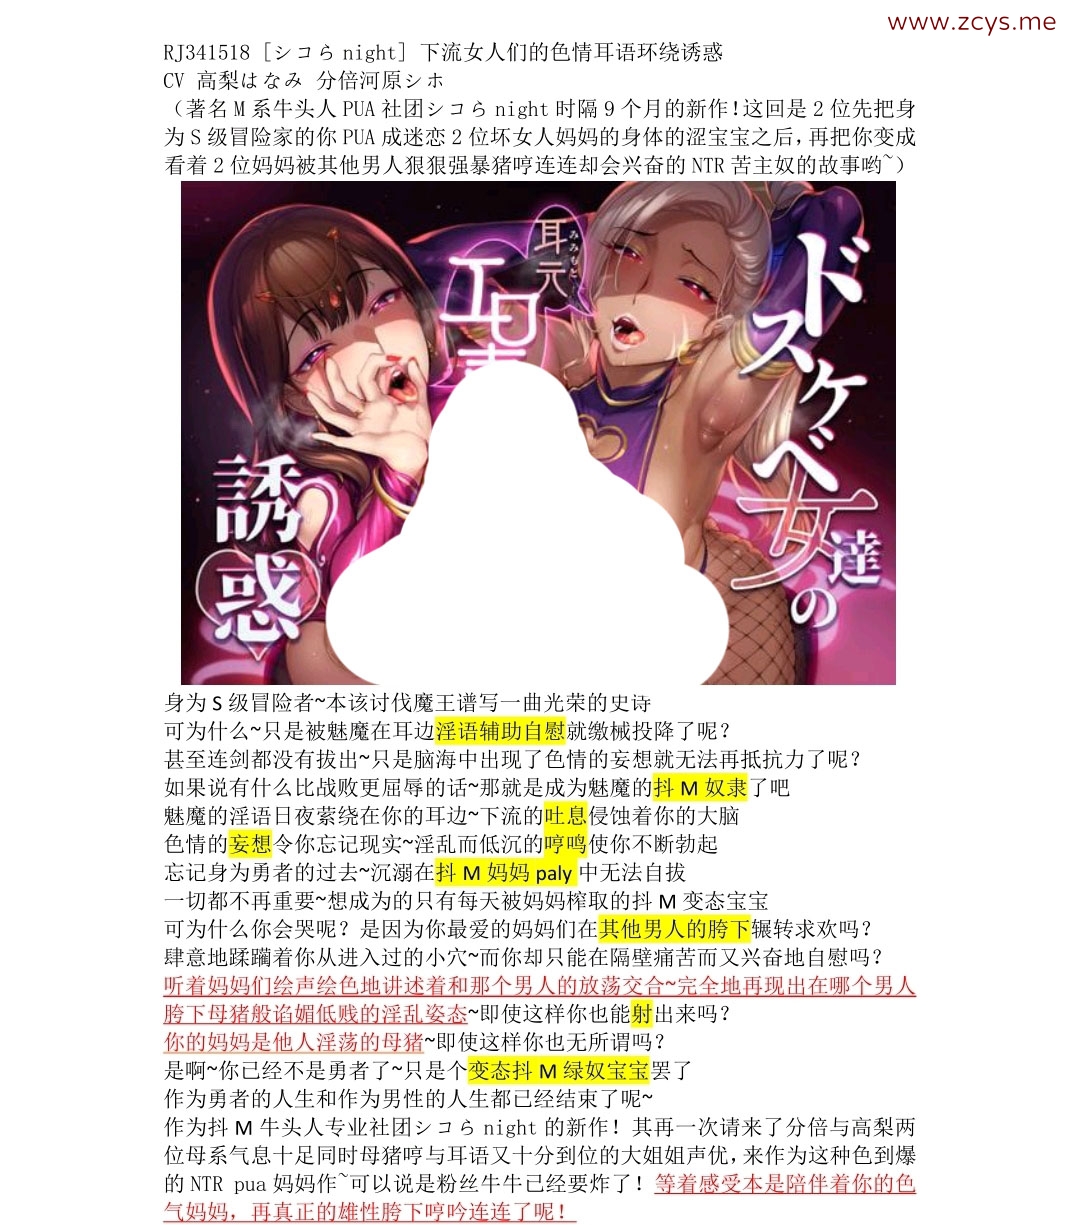 www.zcys.me
RJ341518 [シコらnight] 下流女人们的色情耳语环绕诱惑
CV 高梨はなみ 分倍河原シホ
（著名M系牛头人PUA社团シコらnight时隔9个月的新作！这回是2位先把身
为S级冒险家的你PUA成迷恋2位坏女人妈妈的身体的涩宝宝之后，再把你变成
看着2位妈妈被其他男人狠狠强暴猪哼连连却会兴奋的NTR苦主奴的故事哟~）
ドスケベ女達の
耳元
みみもと
エロ
誘惑
身为S级冒险者~本该讨伐魔王谱写一曲光荣的史诗
可为什么~只是被魅魔在耳边淫语辅助自慰就缴械投降了呢？
甚至连剑都没有拔出~只是脑海中出现了色情的妄想就无法再抵抗力了呢？
如果说有什么比战败更屈辱的话~那就是成为魅魔的抖M奴隶了吧
魅魔的淫语日夜萦绕在你的耳边~下流的吐息侵蚀着你的大脑
色情的妄想令你忘记现实~淫乱而低沉的哼鸣使你不断勃起
忘记身为勇者的过去~沉溺在抖M妈妈paly中无法自拔
一切都不再重要~想成为的只有每天被妈妈榨取的抖M变态宝宝
可为什么你会哭呢？是因为你最爱的妈妈们在其他男人的胯下辗转求欢吗？
肆意地蹂躏着你从进入过的小穴~而你却只能在隔壁痛苦而又兴奋地自慰吗？
听着妈妈们绘声绘色地讲述着和那个男人的放荡交合~完全地再现出在哪个男人
胯下母猪般谄媚低贱的淫乱姿态~即使这样你也能射出来吗？
你的妈妈是他人淫荡的母猪~即使这样你也无所谓吗？
是啊~你已经不是勇者了~只是个变态抖M绿奴宝宝罢了
作为勇者的人生和作为男性的人生都已经结束了呢~
作为抖M牛头人专业社团シコらnight的新作！其再一次请来了分倍与高梨两
位母系气息十足同时母猪哼与耳语又十分到位的大姐姐声优，来作为这种色到爆
的NTR pua妈妈作~可以说是粉丝牛牛已经要炸了！等着感受本是陪伴着你的色
气妈妈，再真正的雄性胯下哼吟连连了呢！